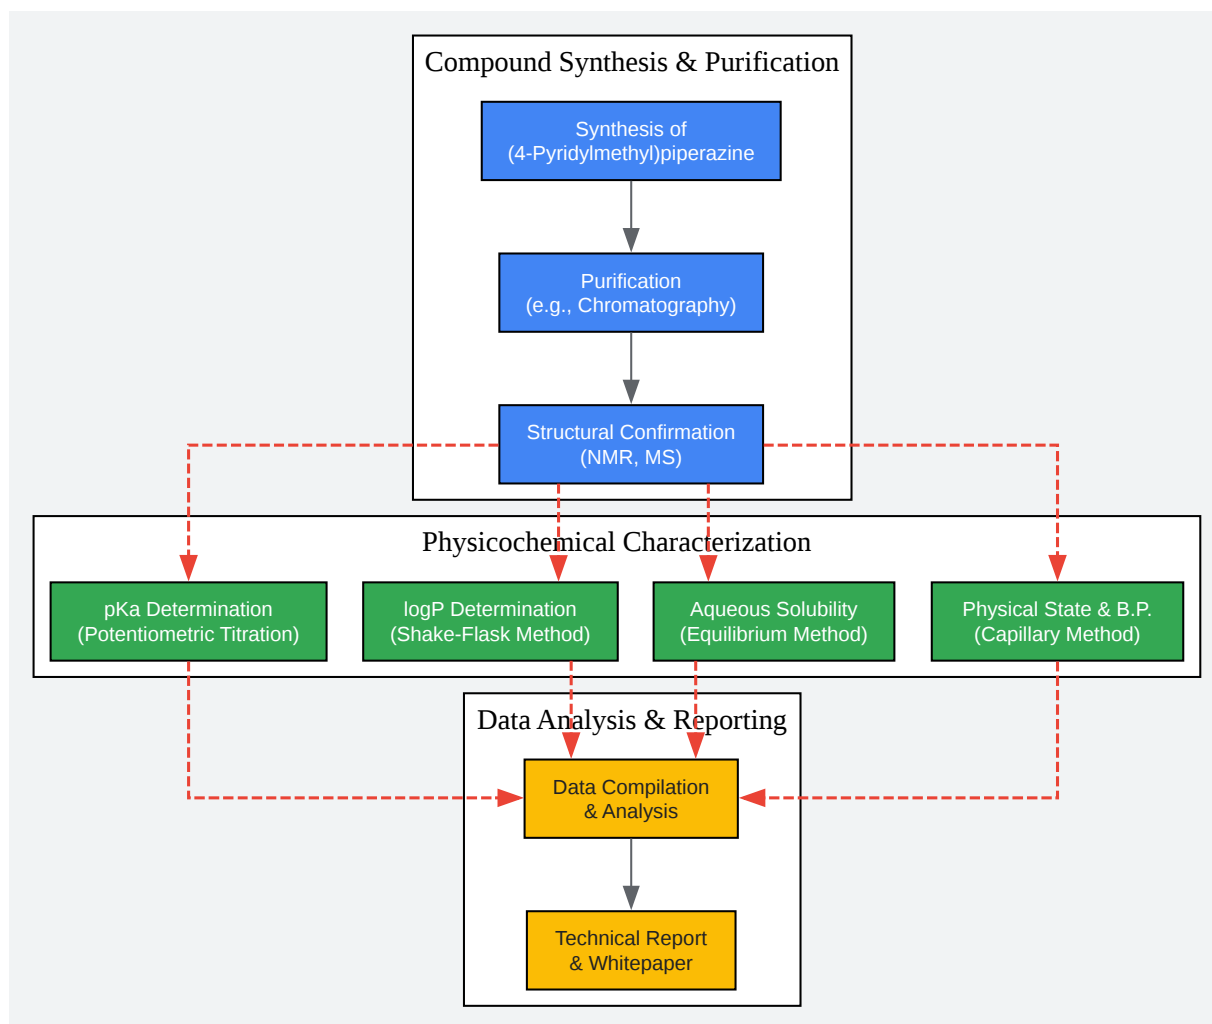 Compound Synthesis & Purification
Synthesis of
(4-Pyridylmethyl)piperazine
Purification
(e.g., Chromatography)
Structural Confirmation
(NMR, MS)
Physicochemical Characterization
pKa Determination
(Potentiometric Titration)
logP Determination
(Shake-Flask Method)
Aqueous Solubility
(Equilibrium Method)
Physical State & B.P.
(Capillary Method)
Data Analysis & Reporting
Data Compilation
& Analysis
Technical Report
& Whitepaper